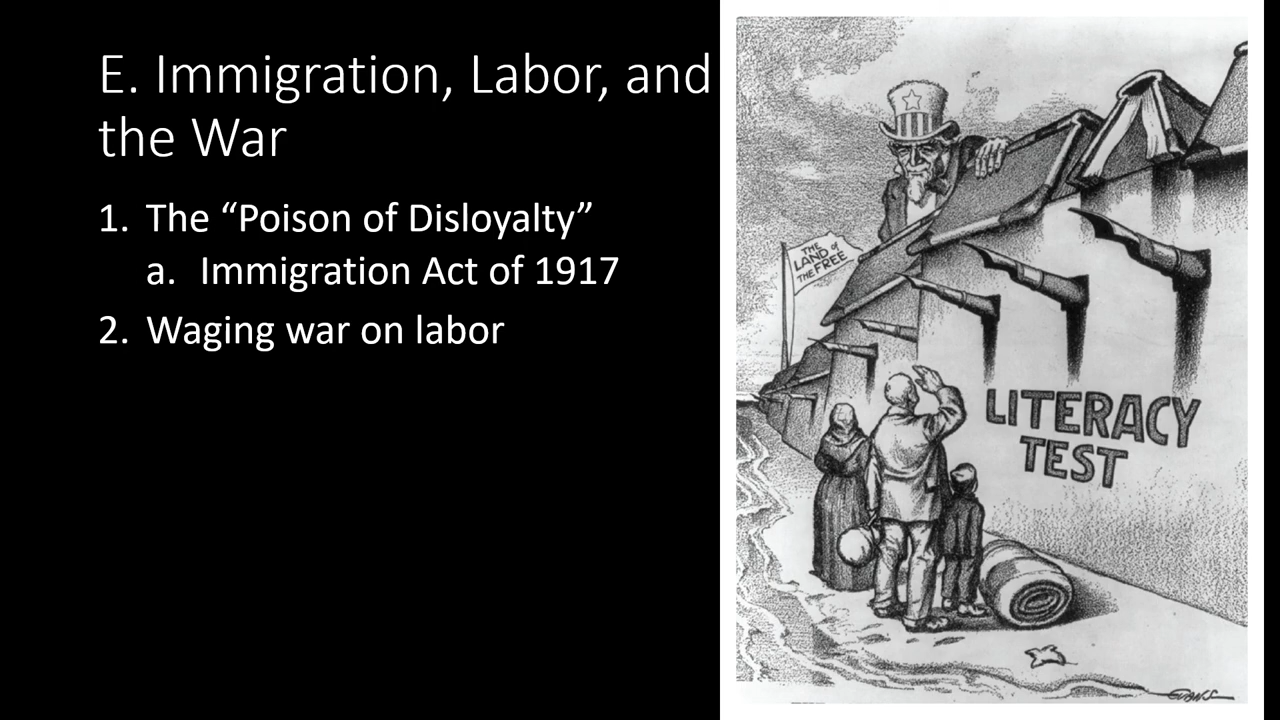 E. Immigration, Labor, and
the War
1. The “Poison of Disloyalty”
a. Immigration Act of 1917
2. Waging war on labor
THE
LAND of
THE FREE
LITERACY
TEST
EVANS